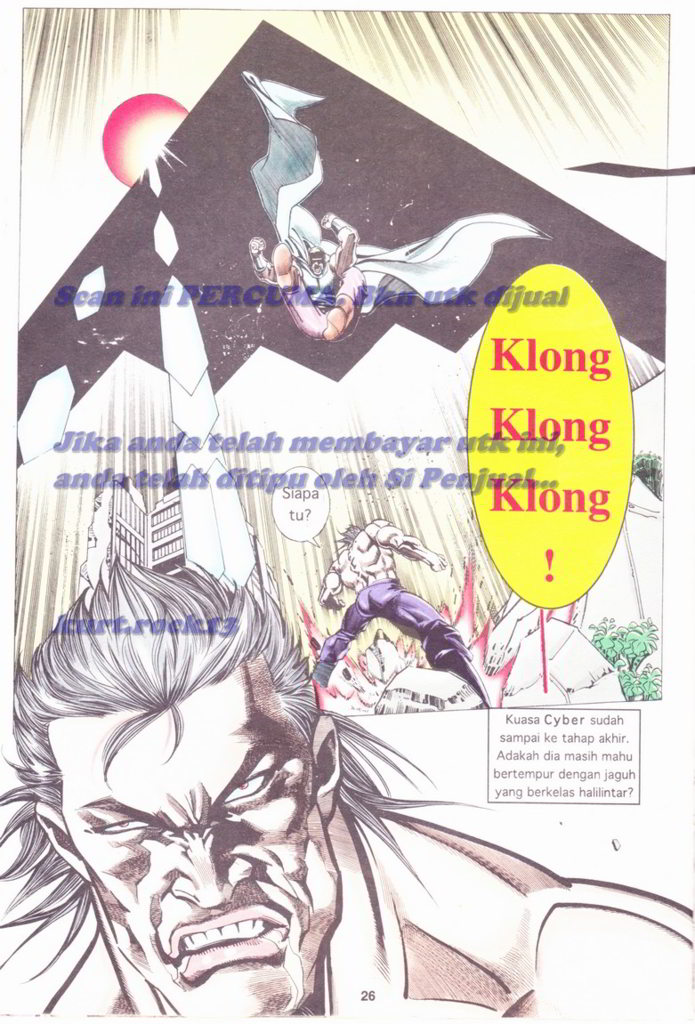 Scan ini PERCUMA. Bkn utk dijual
Klong
Klong
Klong
!
Jika anda telah membayar utk ini,
anda telah ditipu oleh Si Penjual...
Siapa
tu?
kurt.rock13
Kuasa Cyber sudah
sampai ke tahap akhir.
Adakah dia masih mahu
bertempur dengan jaguh
yang berkelas halilintar?
26